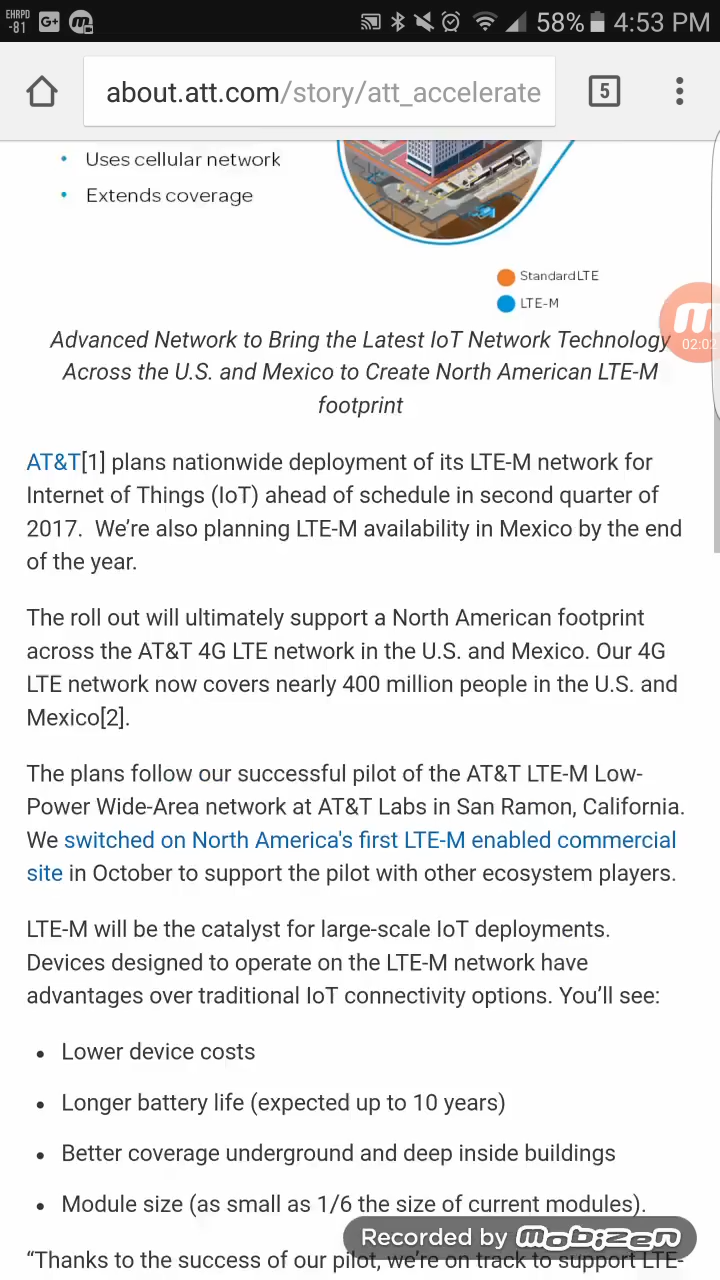 EHRPD
-81
G+
58% 4:53 PM
about.att.com/story/att_accelerate
5
• Uses cellular network
• Extends coverage
Standard LTE
LTE-M
02:02
Advanced Network to Bring the Latest IoT Network Technology
Across the U.S. and Mexico to Create North American LTE-M
footprint
AT&T[1] plans nationwide deployment of its LTE-M network for
Internet of Things (IoT) ahead of schedule in second quarter of
2017.  We’re also planning LTE-M availability in Mexico by the end
of the year.
The roll out will ultimately support a North American footprint
across the AT&T 4G LTE network in the U.S. and Mexico. Our 4G
LTE network now covers nearly 400 million people in the U.S. and
Mexico[2].
The plans follow our successful pilot of the AT&T LTE-M Low-
Power Wide-Area network at AT&T Labs in San Ramon, California.
We switched on North America's first LTE-M enabled commercial
site in October to support the pilot with other ecosystem players.
LTE-M will be the catalyst for large-scale IoT deployments.
Devices designed to operate on the LTE-M network have
advantages over traditional IoT connectivity options. You’ll see:
• Lower device costs
• Longer battery life (expected up to 10 years)
• Better coverage underground and deep inside buildings
• Module size (as small as 1/6 the size of current modules).
Recorded by mobizen
“Thanks to the success of our pilot, we’re on track to support LTE-